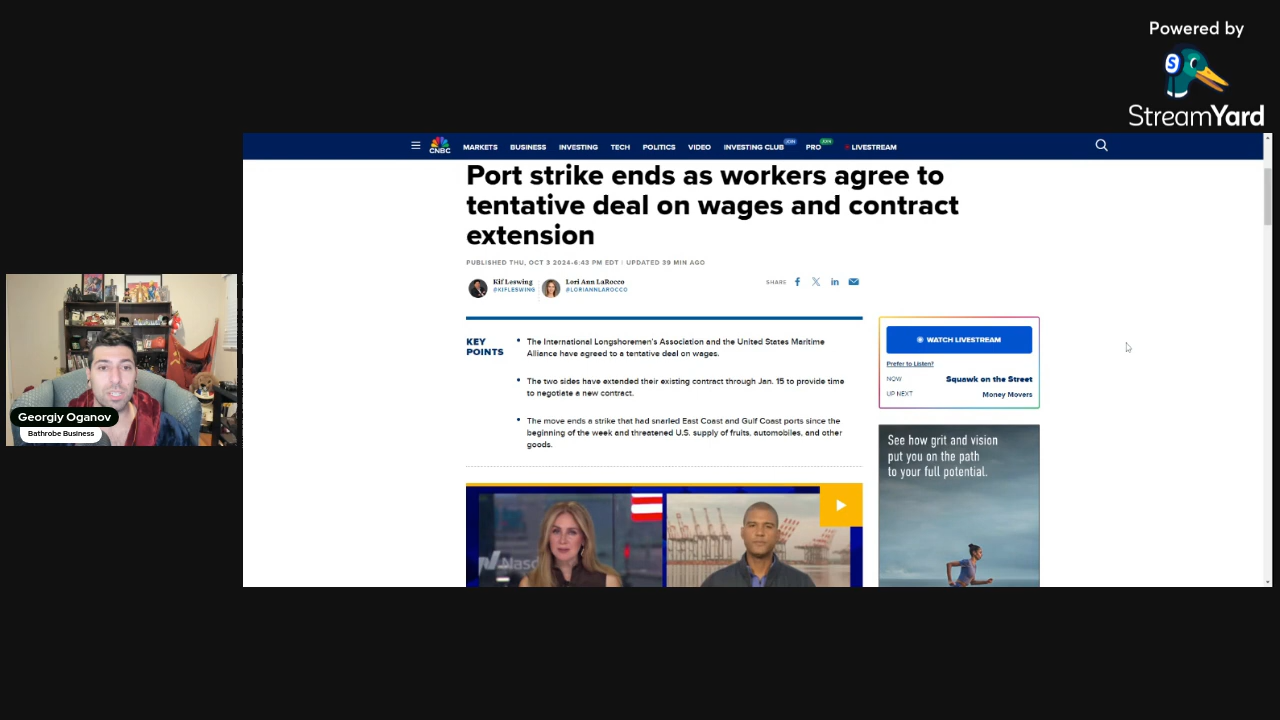 Powered by
S
StreamYard
CNBC
MARKETS
BUSINESS
INVESTING
TECH
POLITICS
VIDEO
INVESTING CLUB
JOIN
PRO
JOIN
LIVESTREAM
Port strike ends as workers agree to
tentative deal on wages and contract
extension
PUBLISHED THU, OCT 3 2024•6:43 PM EDT | UPDATED 39 MIN AGO
Kif Leswing
@KIFLESWING
Lori Ann LaRocco
@LORIANNLAROCCO
SHARE
KEY
POINTS
The International Longshoremen's Association and the United States Maritime
Alliance have agreed to a tentative deal on wages.
The two sides have extended their existing contract through Jan. 15 to provide time
to negotiate a new contract.
The move ends a strike that had snarled East Coast and Gulf Coast ports since the
beginning of the week and threatened U.S. supply of fruits, automobiles, and other
goods.
WATCH LIVESTREAM
Prefer to Listen?
NOW
Squawk on the Street
UP NEXT
Money Movers
See how grit and vision
put you on the path
to your full potential.
Nasd
Georgiy Oganov
Bathrobe Business